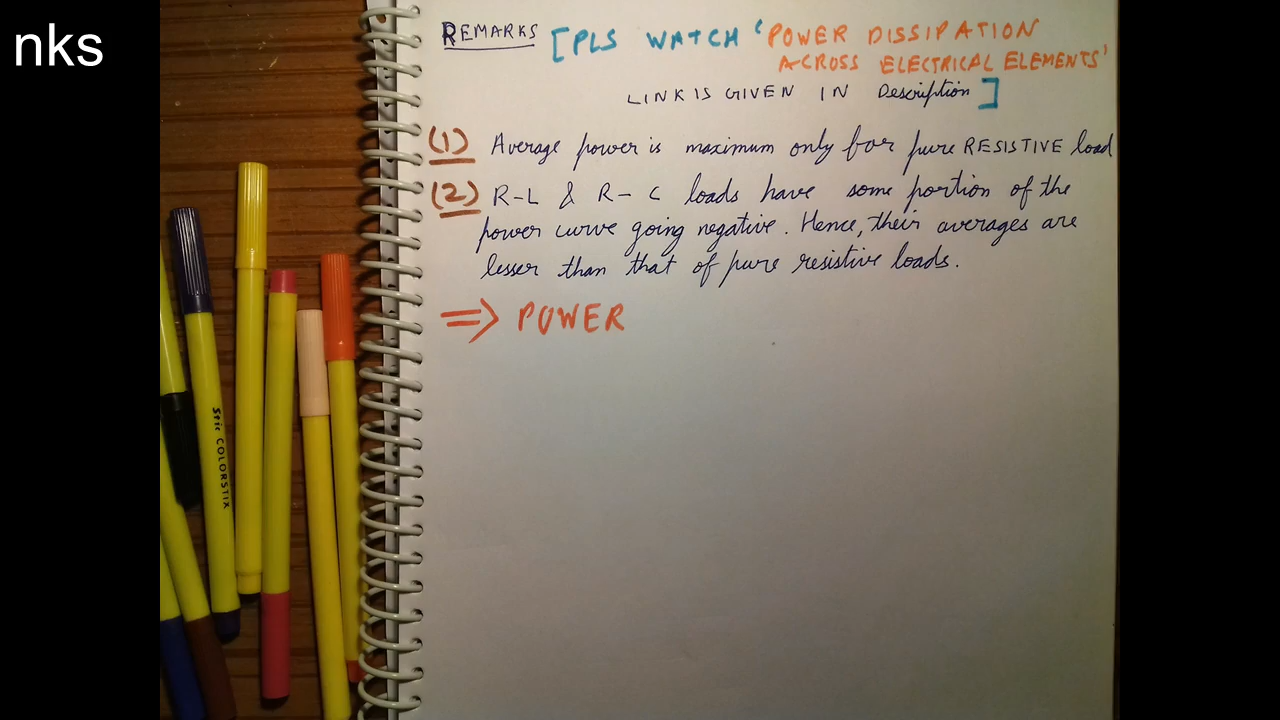 nks
REMARKS [PLS WATCH 'POWER DISSIPATION
ACROSS ELECTRICAL ELEMENTS'
LINK IS GIVEN IN Description]
(1) Average power is maximum only for pure RESISTIVE load
(2) R-L & R-C loads have some portion of the
power curve going negative. Hence, their averages are
lesser than that of pure resistive loads.
=> POWER
Stic COLORSTIX